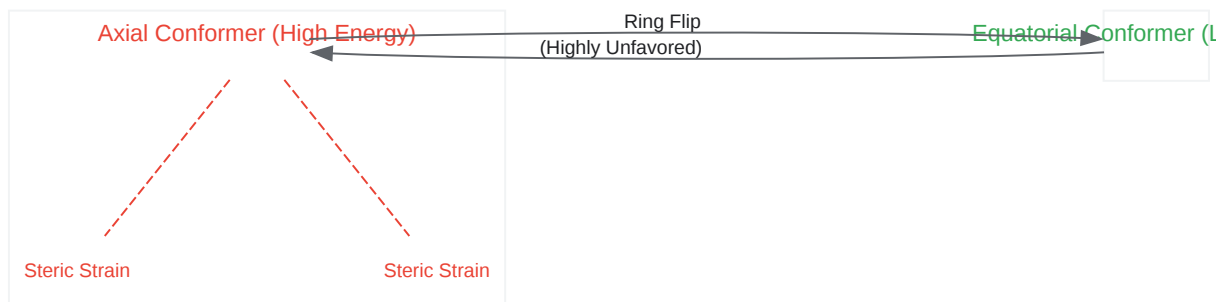 Axial Conformer (High Energy)
Ring Flip
(Highly Unfavored)
Equatorial Conformer (L
Steric Strain
Steric Strain